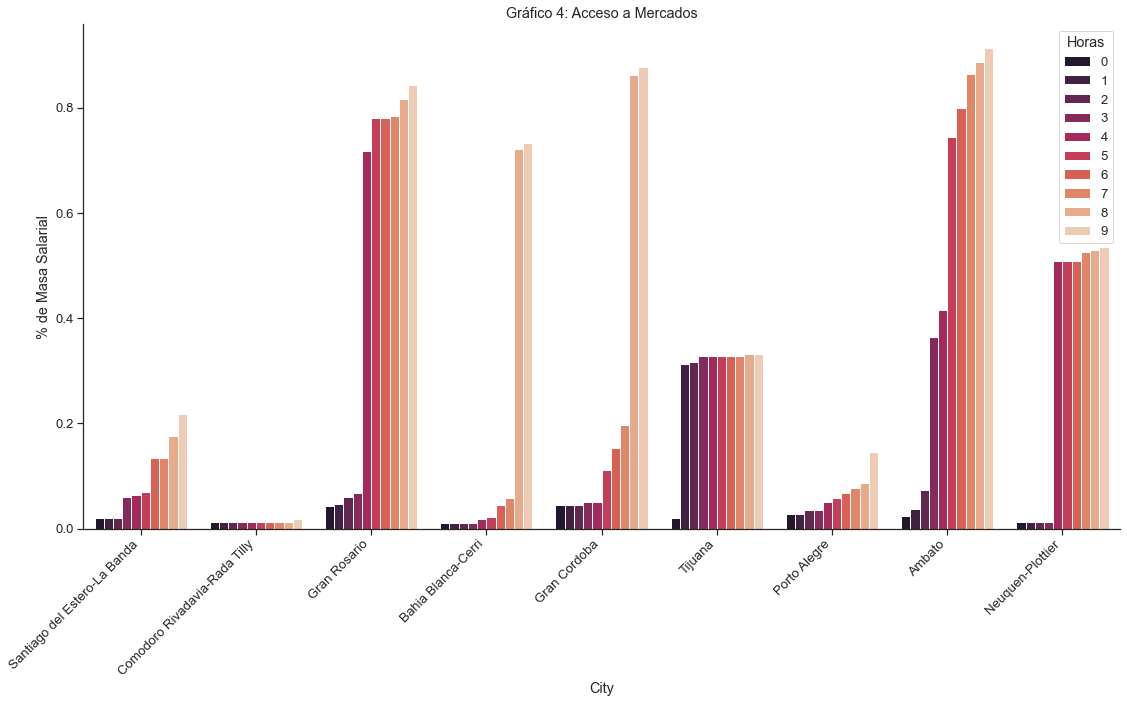 Gráfico 4: Acceso a Mercados
Horas
0
1
2
3
4
5
6
7
8
9
% de Masa Salarial
0.8
0.6
0.4
0.2
0.0
Santiago del Estero-La Banda
Comodoro Rivadavia-Rada Tilly
Gran Rosario
Bahia Blanca-Cerri
Gran Cordoba
Tijuana
Porto Alegre
Ambato
Neuquen-Plottier
City